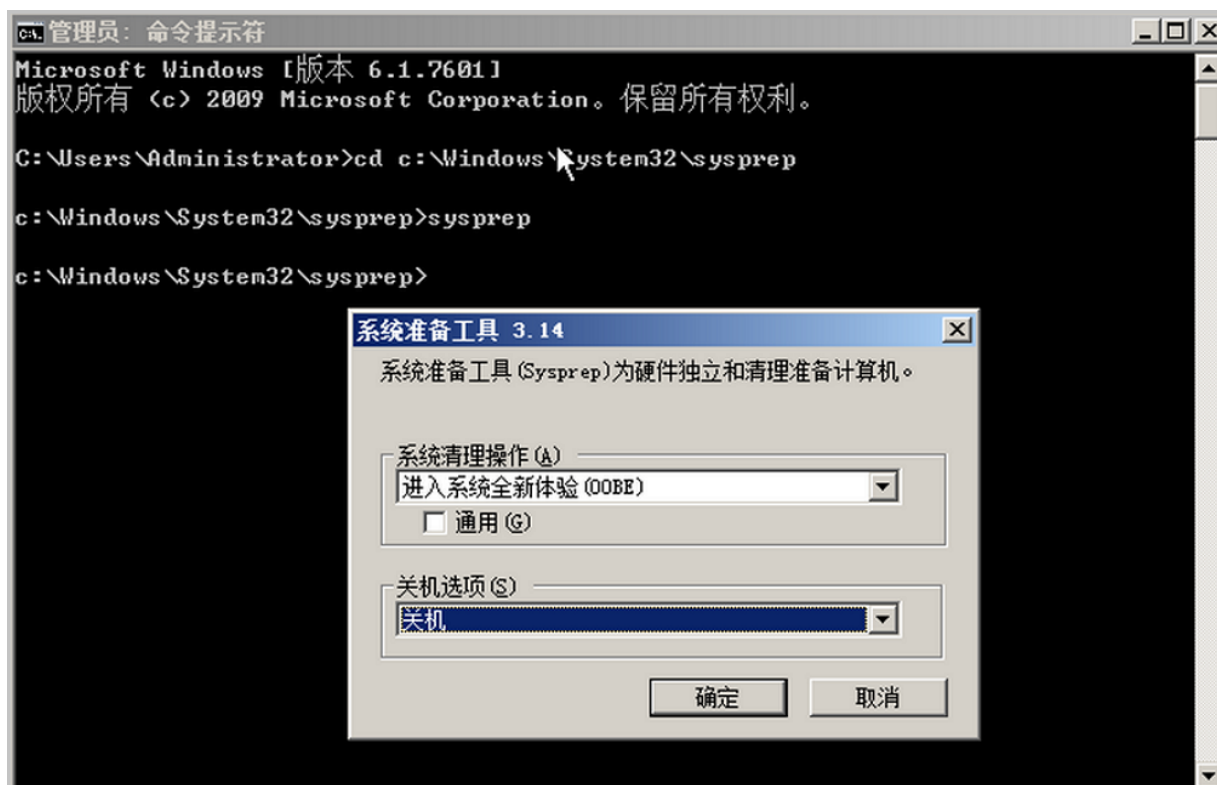 管理员: 命令提示符
Microsoft Windows [版本 6.1.7601]
版权所有 (c) 2009 Microsoft Corporation。保留所有权利。
C:\Users\Administrator>cd c:\Windows\System32\sysprep
c:\Windows\System32\sysprep>sysprep
c:\Windows\System32\sysprep>
系统准备工具 3.14
系统准备工具(Sysprep)为硬件独立和清理准备计算机。
系统清理操作(A)
进入系统全新体验(OOBE)
通用(G)
关机选项(S)
关机
确定 取消